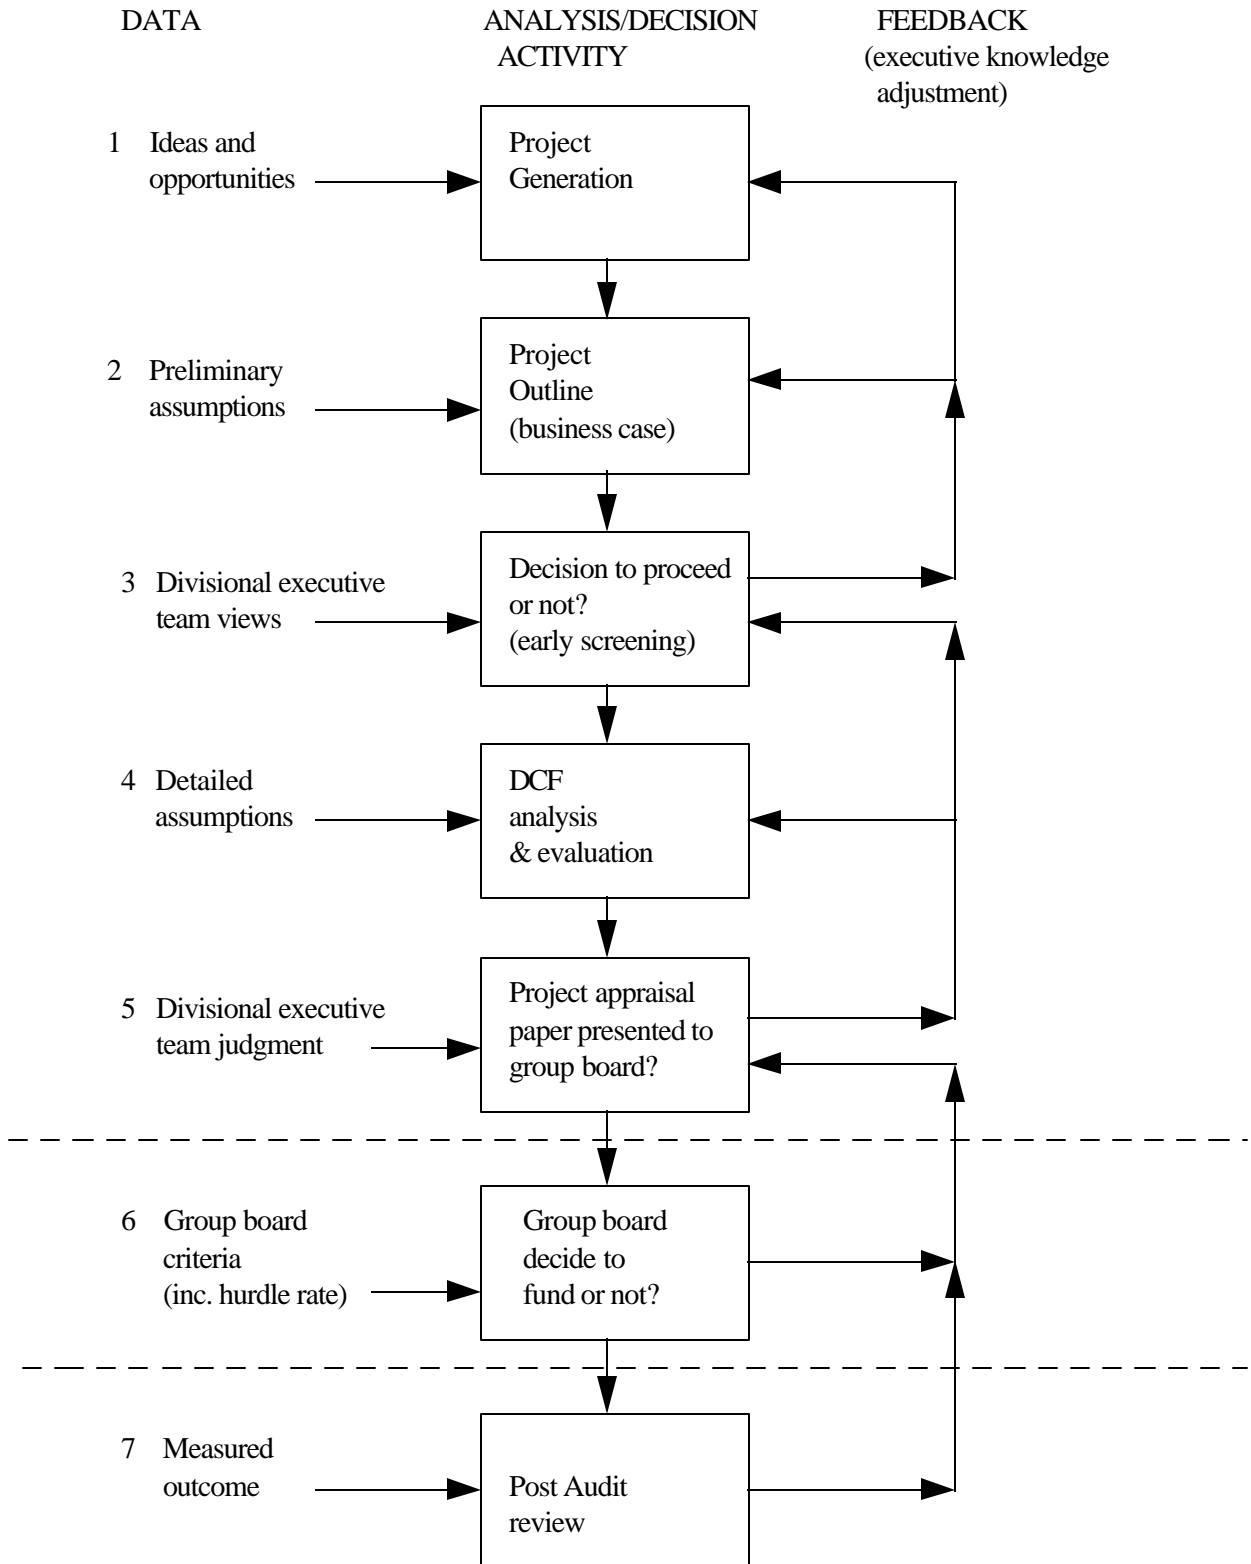 DATA
ANALYSIS/DECISION
ACTIVITY
FEEDBACK
(executive knowledge
adjustment)
1 Ideas and
opportunities
Project
Generation
2 Preliminary
assumptions
Project
Outline
(business case)
3 Divisional executive
team views
Decision to proceed
or not?
(early screening)
4 Detailed
assumptions
DCF
analysis
& evaluation
5 Divisional executive
team judgment
Project appraisal
paper presented to
group board?
6 Group board
criteria
(inc. hurdle rate)
Group board
decide to
fund or not?
7 Measured
outcome
Post Audit
review